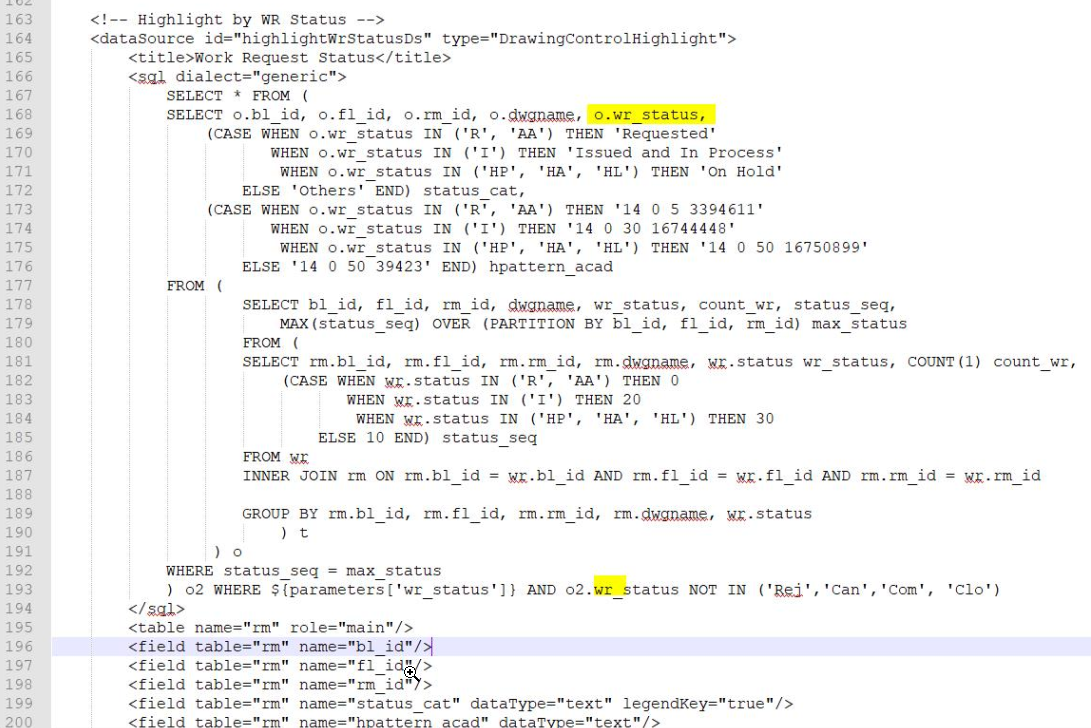 162
163 <!-- Highlight by WR Status -->
164 <dataSource id="highlightWrStatusDs" type="DrawingControlHighlight">
165 <title>Work Request Status</title>
166 <sql dialect="generic">
167 SELECT * FROM (
168 SELECT o.bl_id, o.fl_id, o.rm_id, o.dwgname, o.wr_status,
169 (CASE WHEN o.wr_status IN ('R', 'AA') THEN 'Requested'
170 WHEN o.wr_status IN ('I') THEN 'Issued and In Process'
171 WHEN o.wr_status IN ('HP', 'HA', 'HL') THEN 'On Hold'
172 ELSE 'Others' END) status_cat,
173 (CASE WHEN o.wr_status IN ('R', 'AA') THEN '14 0 5 3394611'
174 WHEN o.wr_status IN ('I') THEN '14 0 30 16744448'
175 WHEN o.wr_status IN ('HP', 'HA', 'HL') THEN '14 0 50 16750899'
176 ELSE '14 0 50 39423' END) hpattern_acad
177 FROM (
178 SELECT bl_id, fl_id, rm_id, dwgname, wr_status, count_wr, status_seq,
179 MAX(status_seq) OVER (PARTITION BY bl_id, fl_id, rm_id) max_status
180 FROM (
181 SELECT rm.bl_id, rm.fl_id, rm.rm_id, rm.dwgname, wr.status wr_status, COUNT(1) count_wr,
182 (CASE WHEN wr.status IN ('R', 'AA') THEN 0
183 WHEN wr.status IN ('I') THEN 20
184 WHEN wr.status IN ('HP', 'HA', 'HL') THEN 30
185 ELSE 10 END) status_seq
186 FROM wr
187 INNER JOIN rm ON rm.bl_id = wr.bl_id AND rm.fl_id = wr.fl_id AND rm.rm_id = wr.rm_id
188
189 GROUP BY rm.bl_id, rm.fl_id, rm.rm_id, rm.dwgname, wr.status
190 ) t
191 ) o
192 WHERE status_seq = max_status
193 ) o2 WHERE ${parameters['wr_status']} AND o2.wr_status NOT IN ('Rej','Can','Com', 'Clo')
194 </sql>
195 <table name="rm" role="main"/>
196 <field table="rm" name="bl_id"/>
197 <field table="rm" name="fl_id"/>
198 <field table="rm" name="rm_id"/>
199 <field table="rm" name="status_cat" dataType="text" legendKey="true"/>
200 <field table="rm" name="hpattern_acad" dataType="text"/>